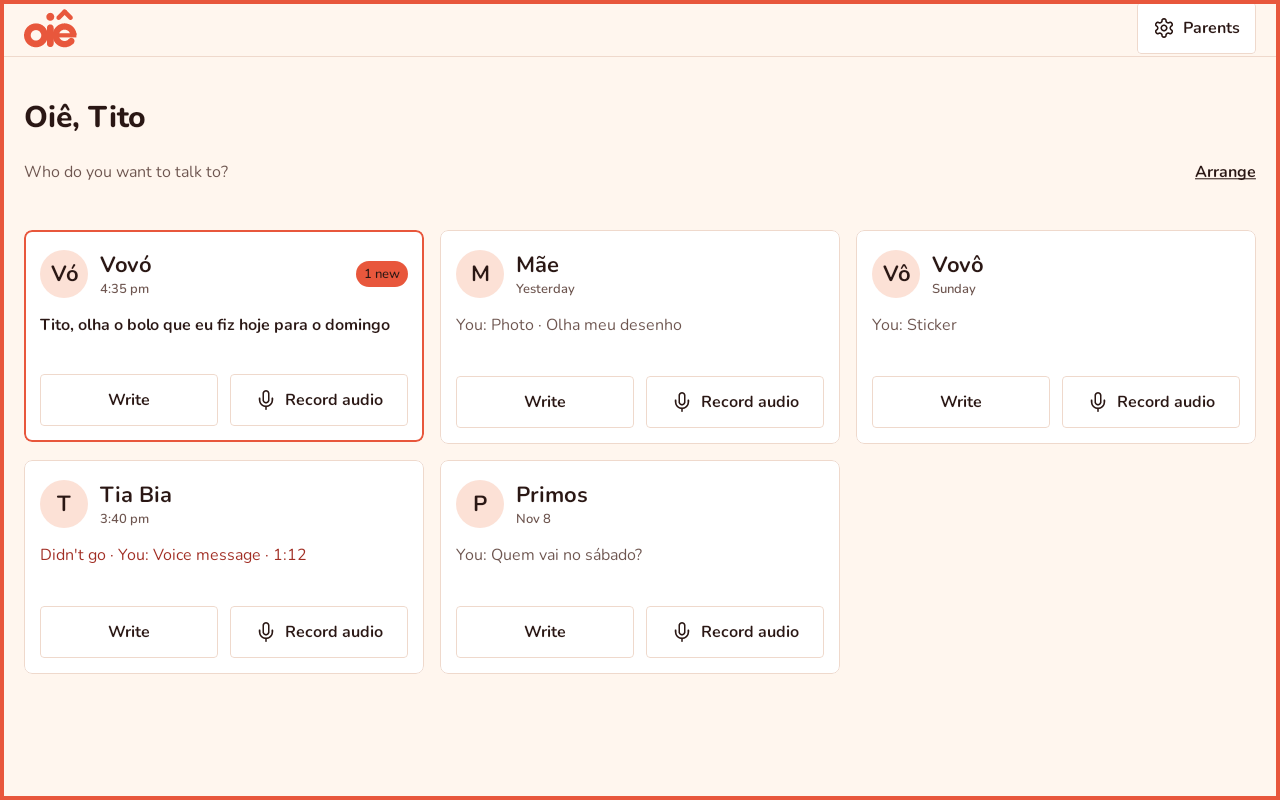 oiê
Parents
Oiê, Tito
Who do you want to talk to?
Arrange
Vó
Vovó
4:35 pm
1 new
Tito, olha o bolo que eu fiz hoje para o domingo
Write
Record audio
M
Mãe
Yesterday
You: Photo · Olha meu desenho
Write
Record audio
Vô
Vovô
Sunday
You: Sticker
Write
Record audio
T
Tia Bia
3:40 pm
Didn't go · You: Voice message · 1:12
Write
Record audio
P
Primos
Nov 8
You: Quem vai no sábado?
Write
Record audio